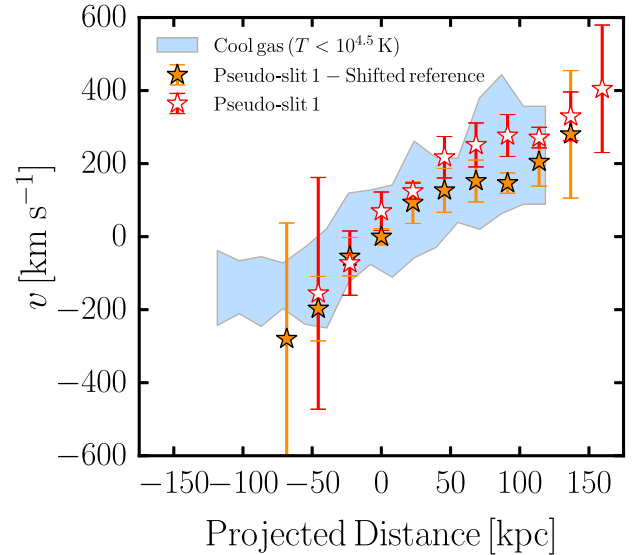 600
400
200
0
−200
−400
−600
v [km s⁻¹]
Cool gas (T < 10^4.5 K)
Pseudo-slit 1 − Shifted reference
Pseudo-slit 1
−150 −100 −50 0 50 100 150
Projected Distance [kpc]